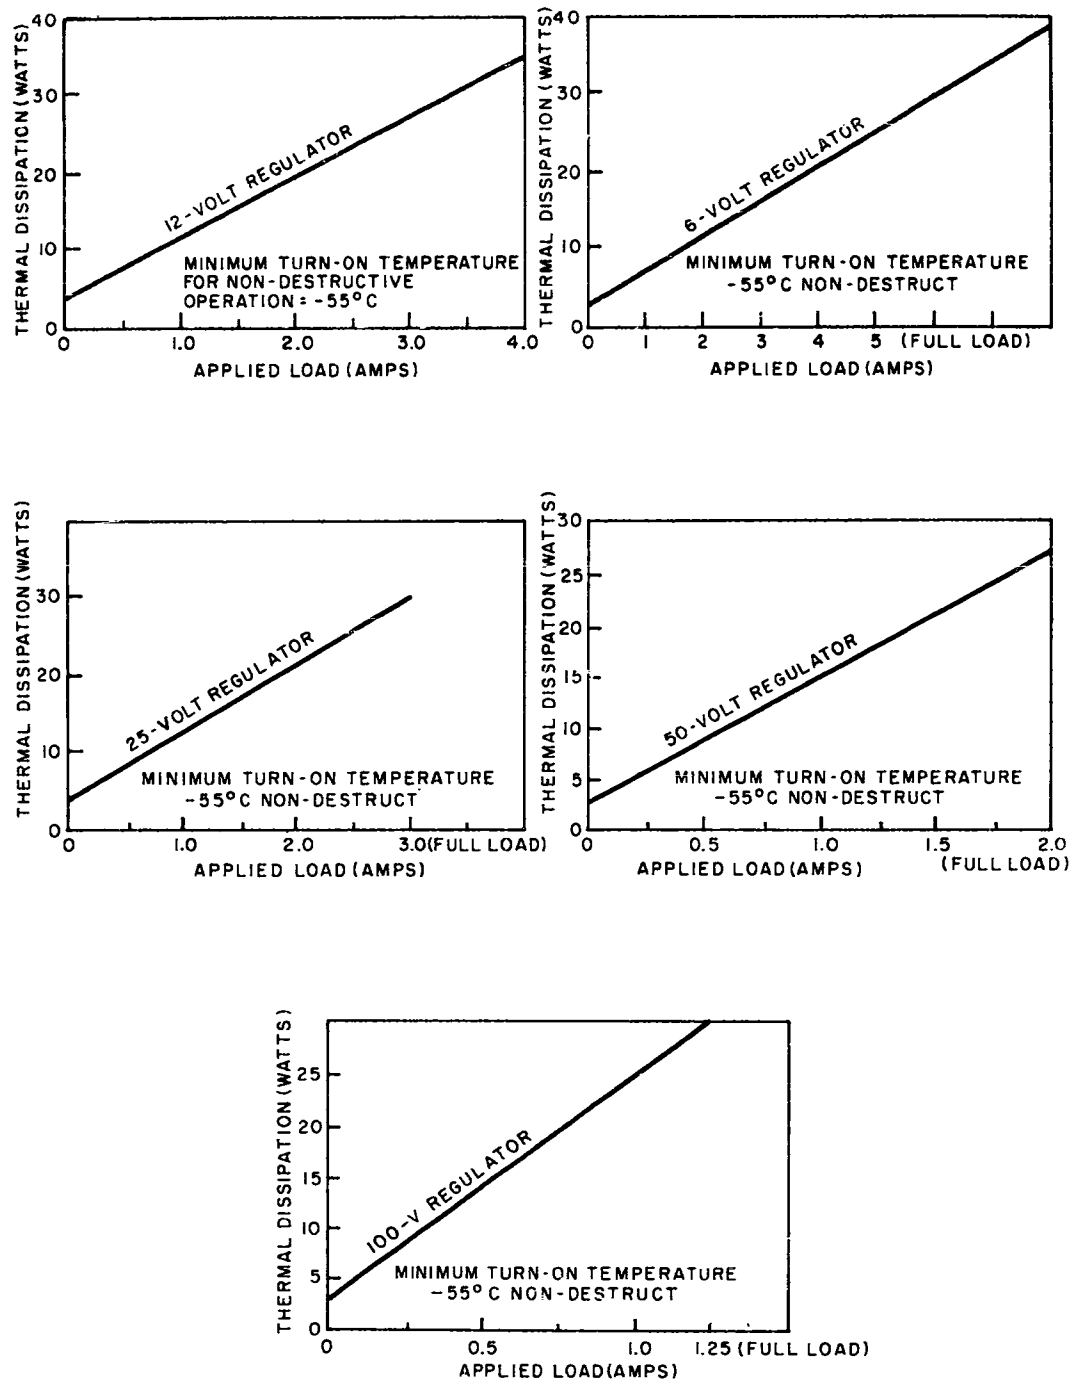 THERMAL DISSIPATION (WATTS)
40
30
20
10
0
12-VOLT REGULATOR
MINIMUM TURN-ON TEMPERATURE
FOR NON-DESTRUCTIVE
OPERATION = -55°C
0 1.0 2.0 3.0 4.0
APPLIED LOAD (AMPS)
THERMAL DISSIPATION (WATTS)
40
30
20
10
0
6-VOLT REGULATOR
MINIMUM TURN-ON TEMPERATURE
-55°C NON-DESTRUCT
0 1 2 3 4 5 (FULL LOAD)
APPLIED LOAD (AMPS)
THERMAL DISSIPATION (WATTS)
30
20
10
0
25-VOLT REGULATOR
MINIMUM TURN-ON TEMPERATURE
-55°C NON-DESTRUCT
0 1.0 2.0 3.0 (FULL LOAD)
APPLIED LOAD (AMPS)
THERMAL DISSIPATION (WATTS)
30
25
20
15
10
5
0
50-VOLT REGULATOR
MINIMUM TURN-ON TEMPERATURE
-55°C NON-DESTRUCT
0 0.5 1.0 1.5 2.0
(FULL LOAD)
APPLIED LOAD (AMPS)
THERMAL DISSIPATION (WATTS)
25
20
15
10
5
0
100-V REGULATOR
MINIMUM TURN-ON TEMPERATURE
-55°C NON-DESTRUCT
0 0.5 1.0 1.25 (FULL LOAD)
APPLIED LOAD (AMPS)